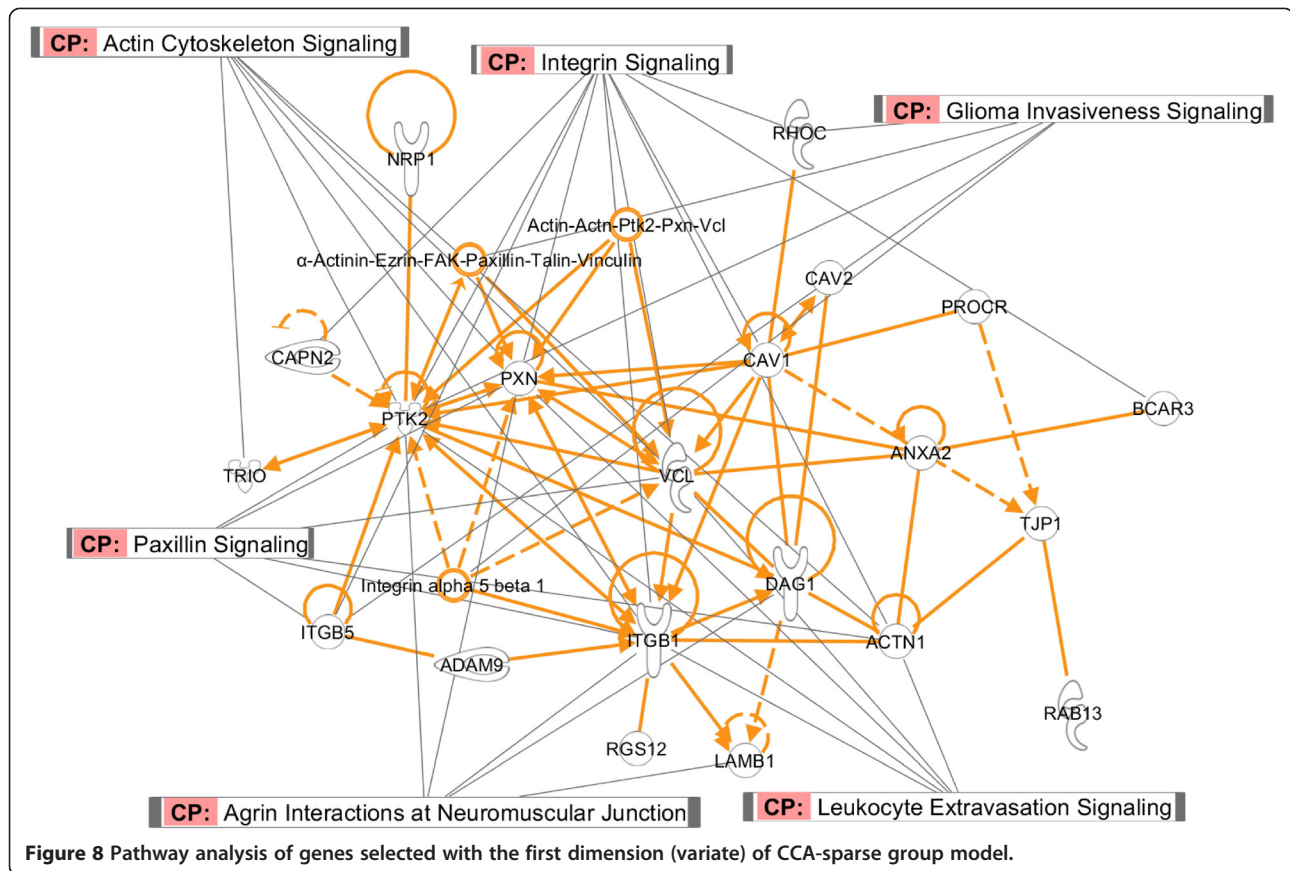 CP: Actin Cytoskeleton Signaling
CP: Integrin Signaling
CP: Glioma Invasiveness Signaling
RHOC
NRP1
Actin-Actn-Ptk2-Pxn-Vcl
α-Actinin-Ezrin-FAK-Paxillin-Talin-Vinculin
CAV2
PROCR
CAPN2
CAV1
PXN
BCAR3
PTK2
ANXA2
TRIO
VCL
TJP1
CP: Paxillin Signaling
Integrin alpha 5 beta 1
DAG1
ITGB5
ITGB1
ACTN1
ADAM9
RAB13
RGS12
LAMB1
CP: Agrin Interactions at Neuromuscular Junction
CP: Leukocyte Extravasation Signaling
Figure 8 Pathway analysis of genes selected with the first dimension (variate) of CCA-sparse group model.